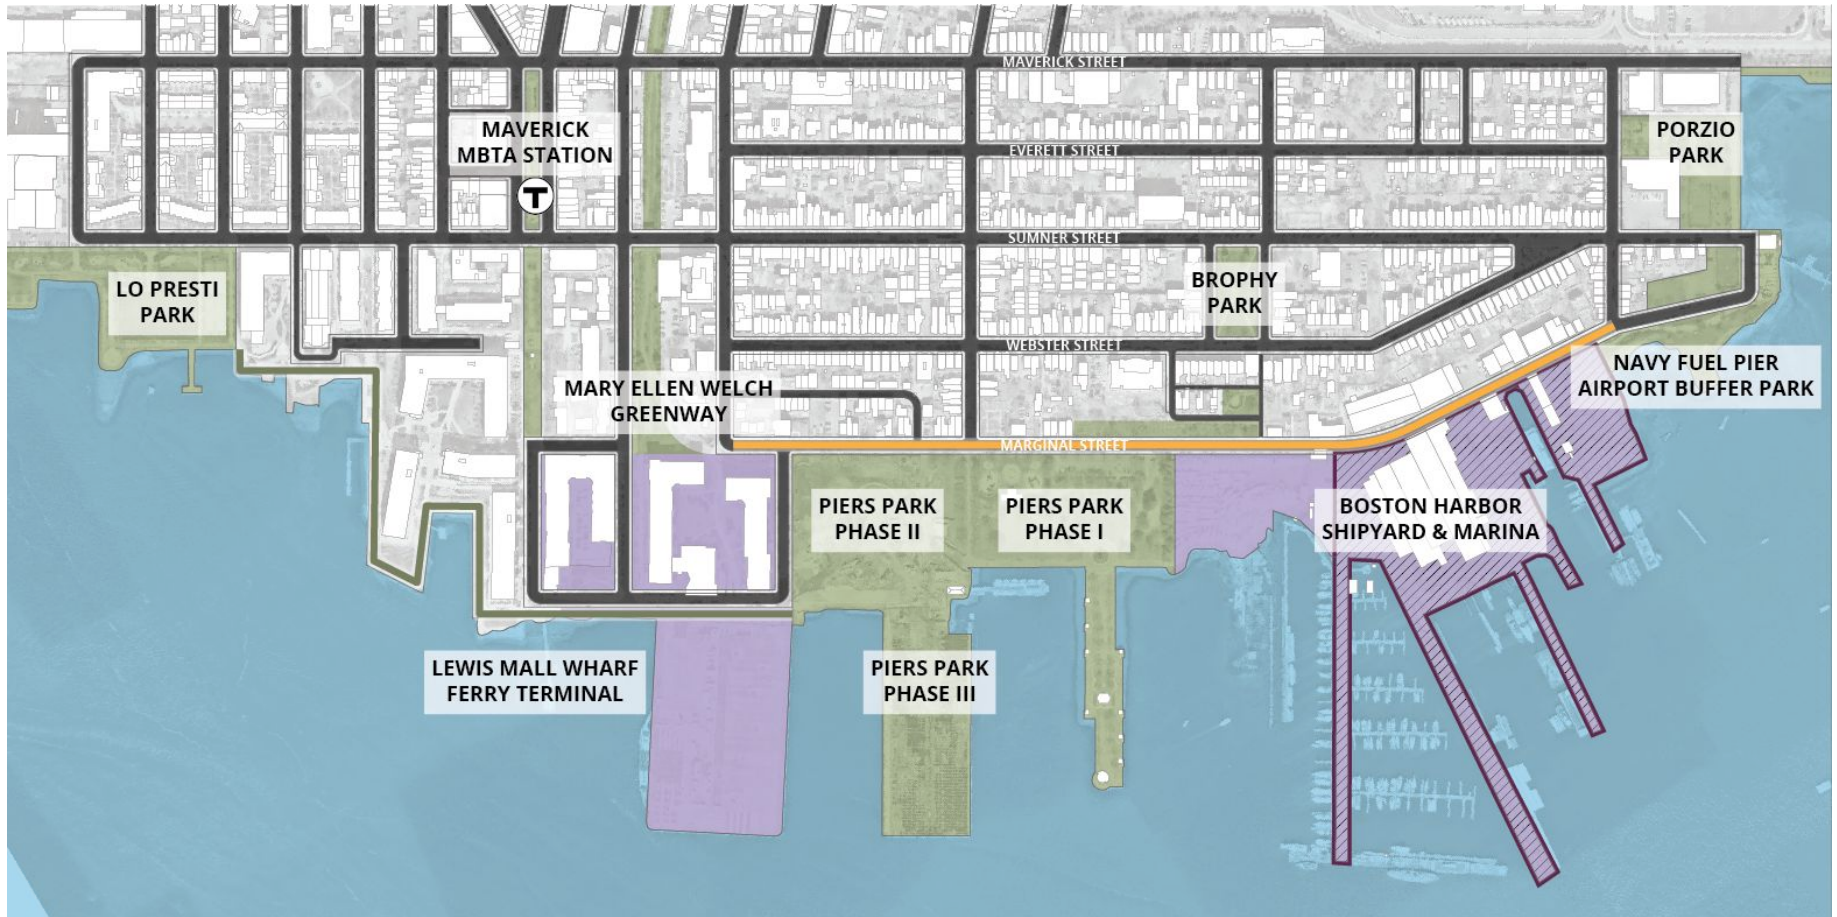 MAVERICK STREET
MAVERICK
MBTA STATION
T
EVERETT STREET
PORZIO
PARK
SUMNER STREET
LO PRESTI
PARK
BROPHY
PARK
WEBSTER STREET
MARY ELLEN WELCH
GREENWAY
NAVY FUEL PIER
AIRPORT BUFFER PARK
MARGINAL STREET
PIERS PARK
PHASE II
PIERS PARK
PHASE I
BOSTON HARBOR
SHIPYARD & MARINA
LEWIS MALL WHARF
FERRY TERMINAL
PIERS PARK
PHASE III